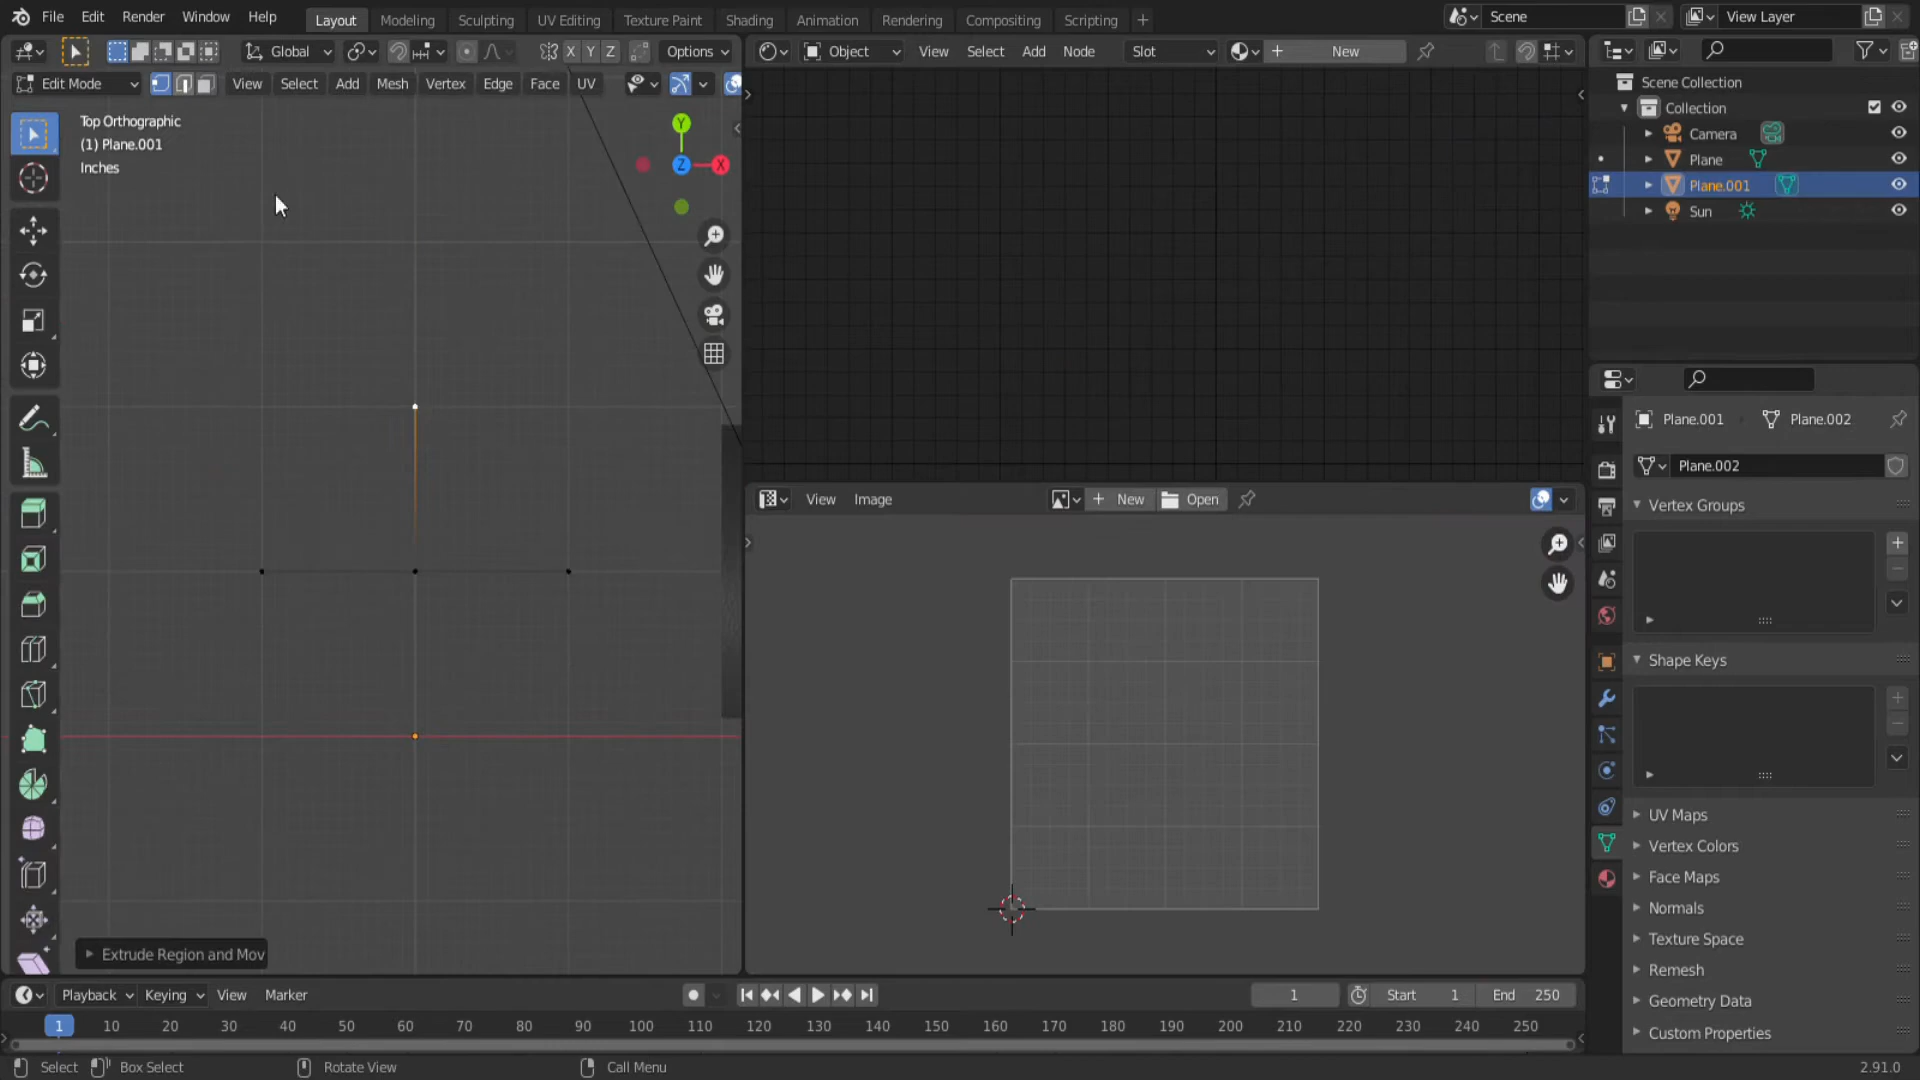 File Edit Render Window Help Layout Modeling Sculpting UV Editing Texture Paint Shading Animation Rendering Compositing Scripting + Scene View Layer
Global X Y Z Options Object View Select Add Node Slot + New
Edit Mode View Select Add Mesh Vertex Edge Face UV
Scene Collection
Collection
Camera
Plane
Plane.001
Sun
Top Orthographic
(1) Plane.001
Inches
Y
Z X
Plane.001 Plane.002
Plane.002
View Image + New Open
Vertex Groups
Shape Keys
UV Maps
Vertex Colors
Face Maps
Normals
Texture Space
Remesh
Geometry Data
Custom Properties
Extrude Region and Mov
Playback Keying View Marker 1 Start 1 End 250
1 10 20 30 40 50 60 70 80 90 100 110 120 130 140 150 160 170 180 190 200 210 220 230 240 250
Select Box Select Rotate View Call Menu 2.91.0